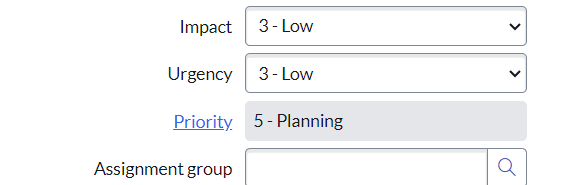 Impact 3 - Low
Urgency 3 - Low
Priority 5 - Planning
Assignment group